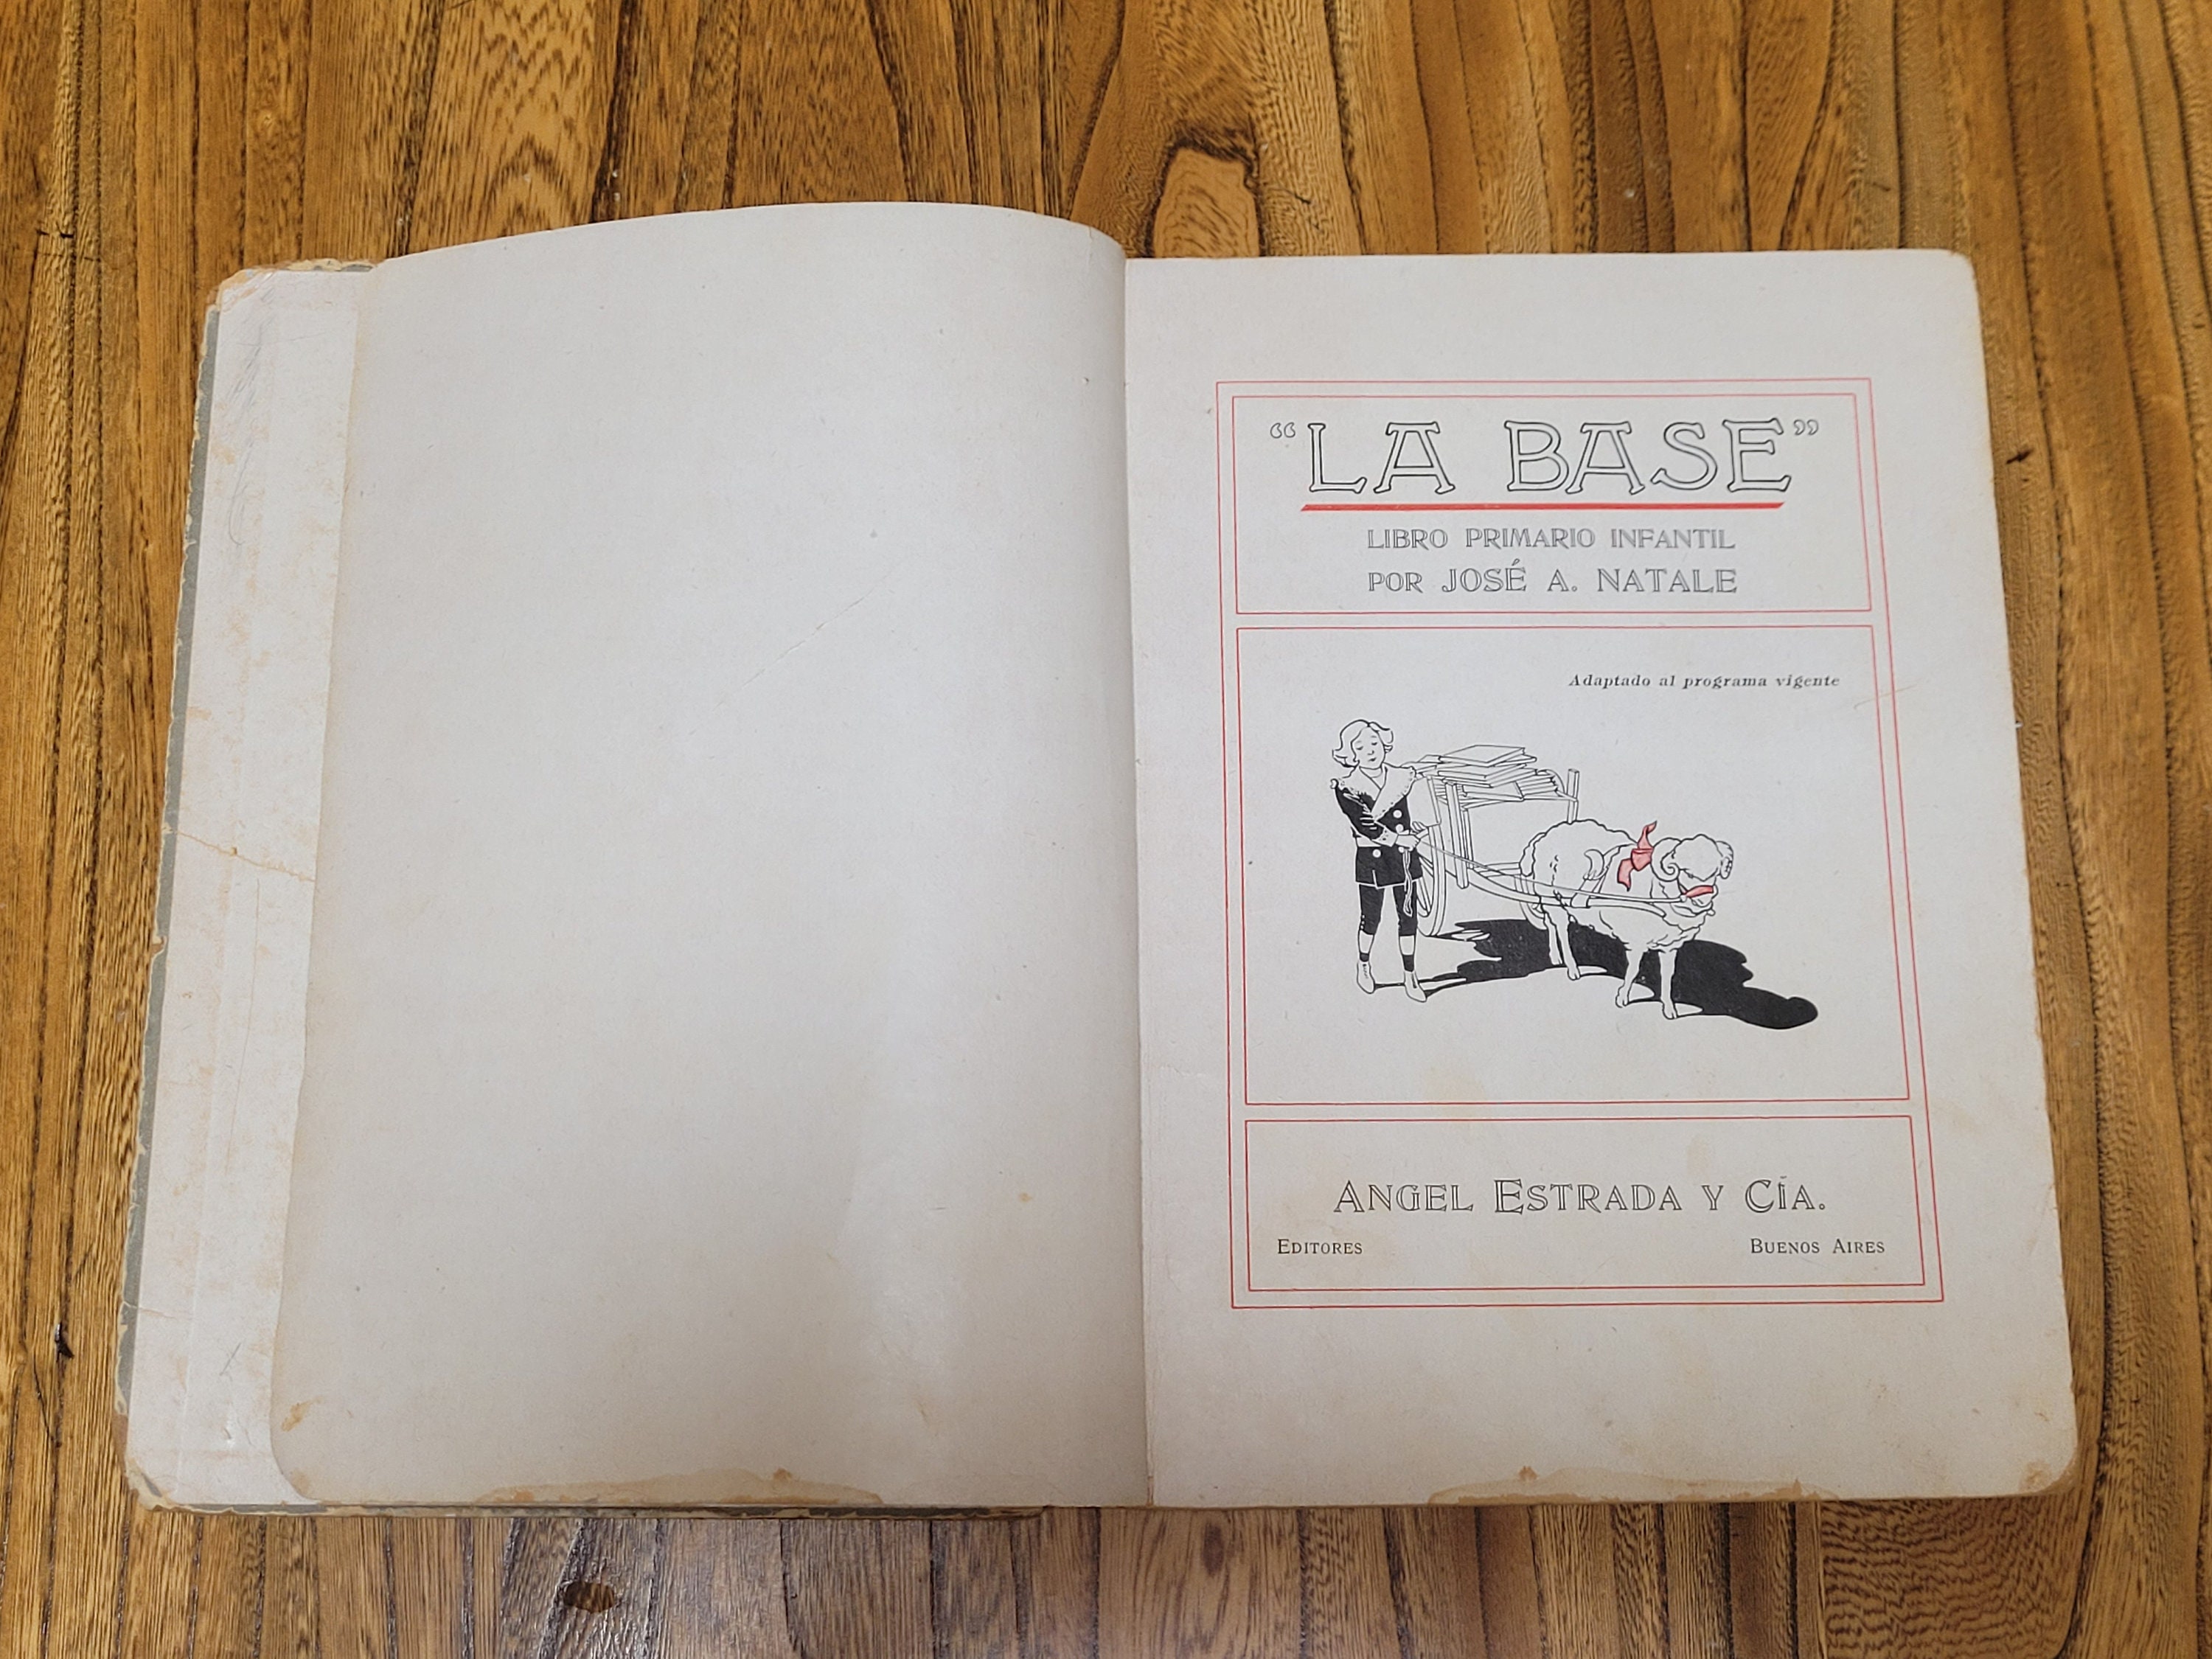 “LA BASE”
LIBRO PRIMARIO INFANTIL
POR JOSÉ A. NATALE
Adaptado al programa vigente
ANGEL ESTRADA Y CÍA.
EDITORES BUENOS AIRES